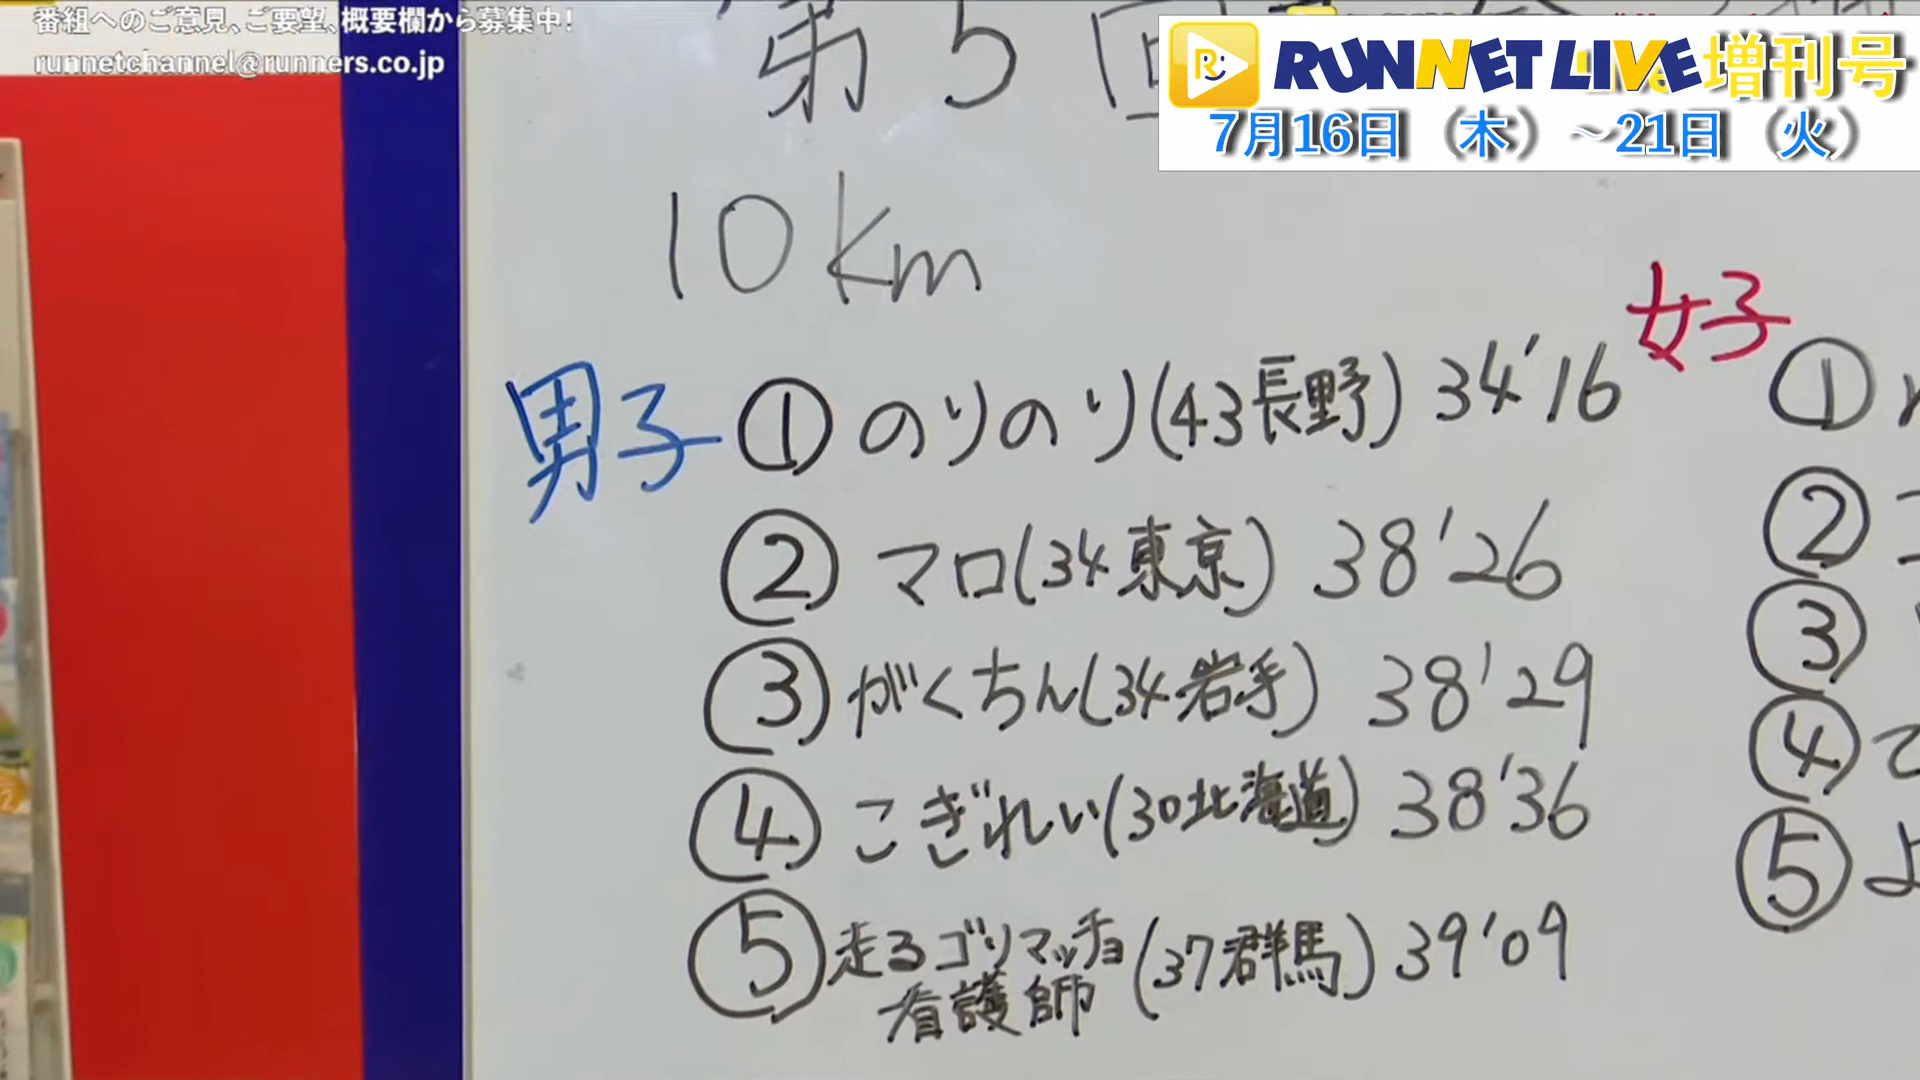 番組へのご意見、ご要望、概要欄から募集中!
runnetchannel@runners.co.jp
RUNNET LIVE 増刊号
7月16日（木）～21日（火）
第5回
10km
男子
①のりのり(43長野) 34'16
②マロ(34東京) 38'26
③がくちん(34岩手) 38'29
④こぎれい(30北海道) 38'36
⑤走るゴリマッチョ
看護師(37群馬) 39'09
女子
①
②
③
④
⑤よ